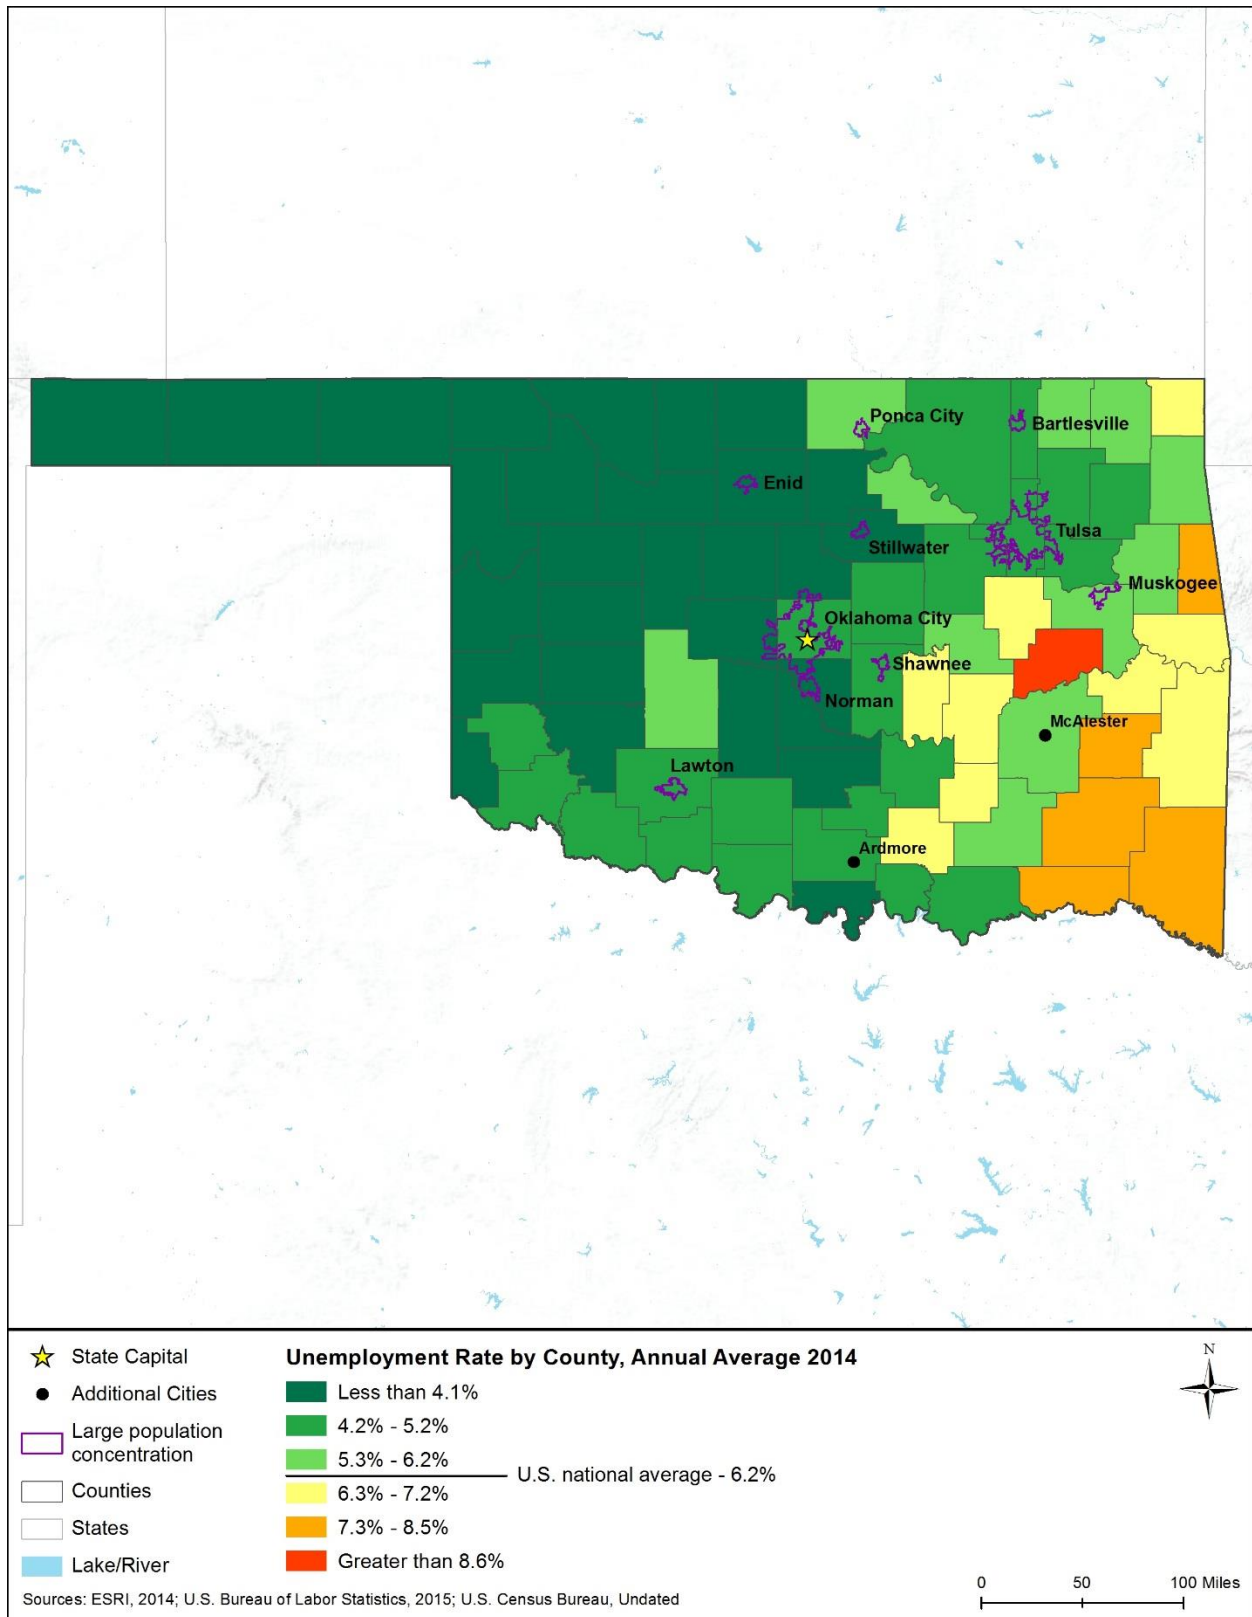 Ponca City
Bartlesville
Enid
Tulsa
Stillwater
Muskogee
Oklahoma City
Shawnee
Norman
McAlester
Lawton
Ardmore
State Capital
Additional Cities
Large population
concentration
Counties
States
Lake/River
Unemployment Rate by County, Annual Average 2014
Less than 4.1%
4.2% - 5.2%
5.3% - 6.2%
U.S. national average - 6.2%
6.3% - 7.2%
7.3% - 8.5%
Greater than 8.6%
N
Sources: ESRI, 2014; U.S. Bureau of Labor Statistics, 2015; U.S. Census Bureau, Undated
0 50 100 Miles